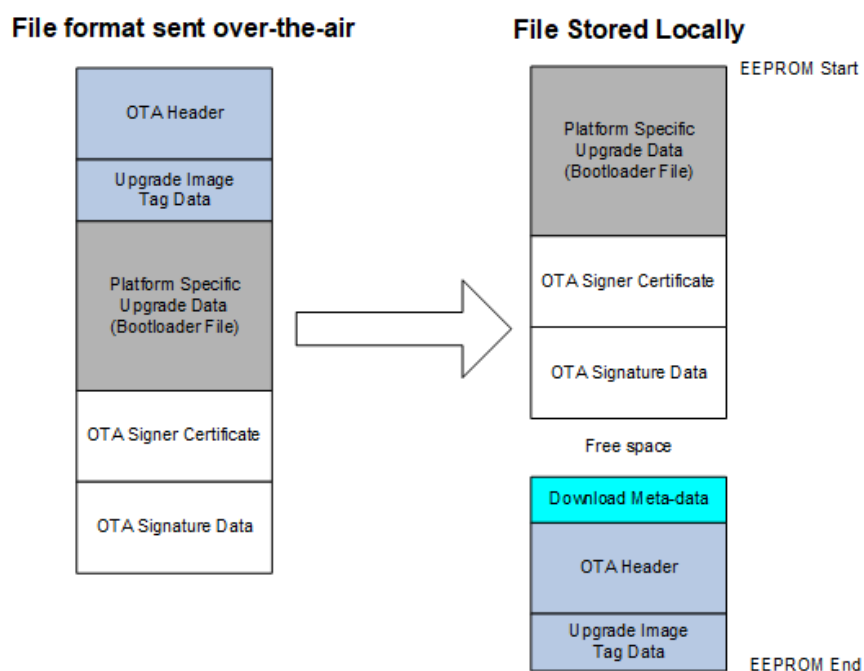 File format sent over-the-air
OTA Header
Upgrade Image
Tag Data
Platform Specific
Upgrade Data
(Bootloader File)
OTA Signer Certificate
OTA Signature Data
File Stored Locally
EEPROM Start
Platform Specific
Upgrade Data
(Bootloader File)
OTA Signer Certificate
OTA Signature Data
Free space
Download Meta-data
OTA Header
Upgrade Image
Tag Data
EEPROM End